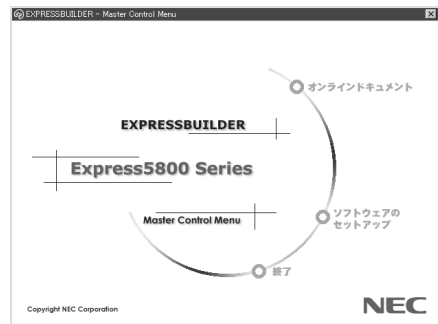 EXPRESSBUILDER - Master Control Menu
オンラインドキュメント
EXPRESSBUILDER
Express5800 Series
Master Control Menu
ソフトウェアの
セットアップ
終了
Copyright NEC Corporation
NEC